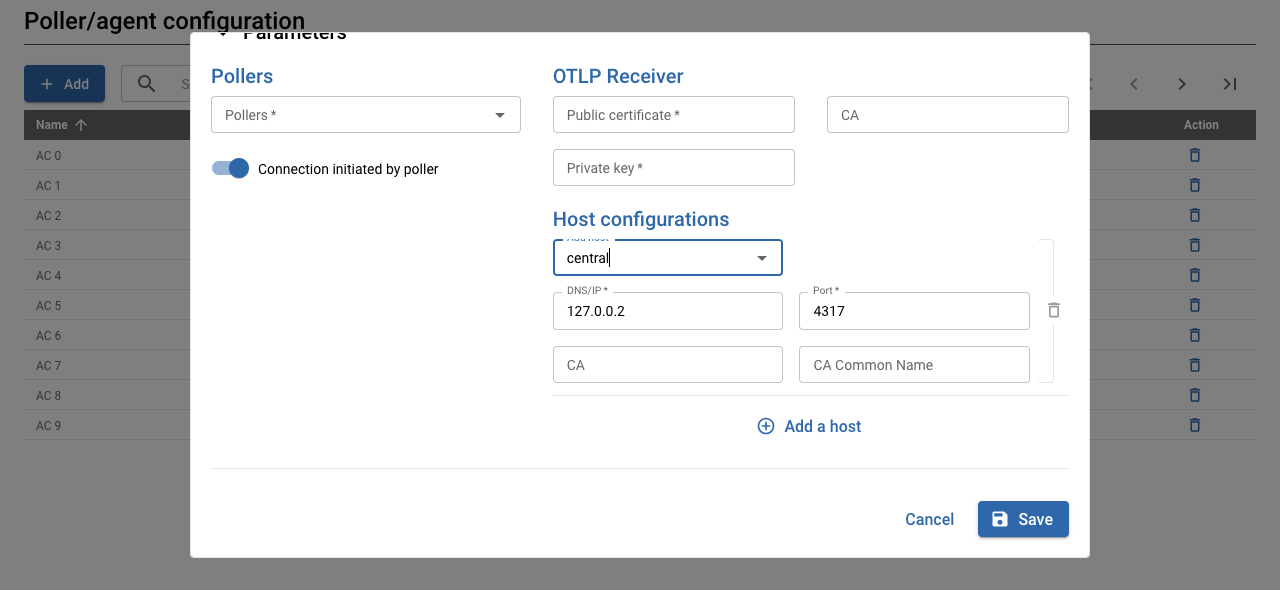 Poller/agent configuration
Parameters
Add
S
Name
Action
AC 0
AC 1
AC 2
AC 3
AC 4
AC 5
AC 6
AC 7
AC 8
AC 9
Pollers
Pollers *
Connection initiated by poller
OTLP Receiver
Public certificate *
CA
Private key *
Host configurations
Add host
central
DNS/IP *
127.0.0.2
Port *
4317
CA
CA Common Name
Add a host
Cancel
Save